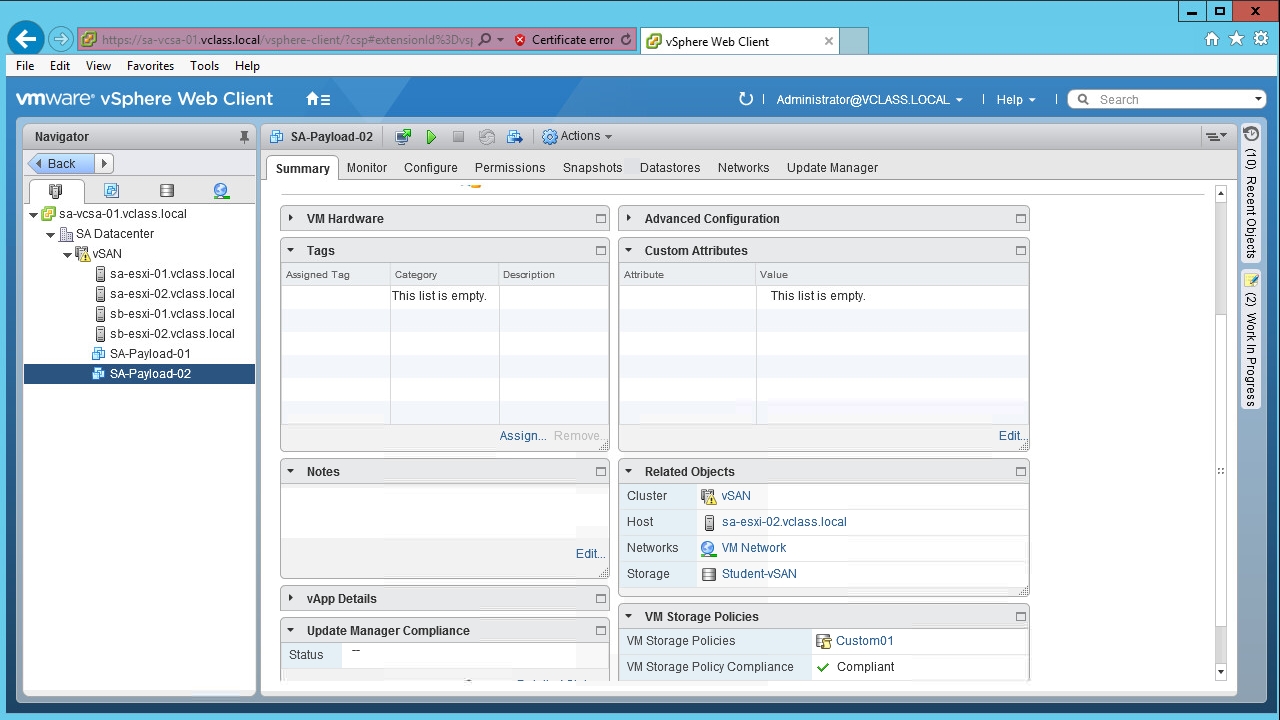 https://sa-vcsa-01.vclass.local/vsphere-client/?csp#extensionId%3Dvs
Certificate error
vSphere Web Client
File Edit View Favorites Tools Help
vmware® vSphere Web Client
Administrator@VCLASS.LOCAL
Help
Search
Navigator
Back
sa-vcsa-01.vclass.local
SA Datacenter
vSAN
sa-esxi-01.vclass.local
sa-esxi-02.vclass.local
sb-esxi-01.vclass.local
sb-esxi-02.vclass.local
SA-Payload-01
SA-Payload-02
SA-Payload-02
Actions
Summary Monitor Configure Permissions Snapshots Datastores Networks Update Manager
VM Hardware
Tags
Assigned Tag Category Description
This list is empty.
Assign... Remove...
Notes
Edit...
vApp Details
Update Manager Compliance
Status --
Advanced Configuration
Custom Attributes
Attribute Value
This list is empty.
Edit...
Related Objects
Cluster vSAN
Host sa-esxi-02.vclass.local
Networks VM Network
Storage Student-vSAN
VM Storage Policies
VM Storage Policies Custom01
VM Storage Policy Compliance Compliant
(10) Recent Objects
(2) Work In Progress